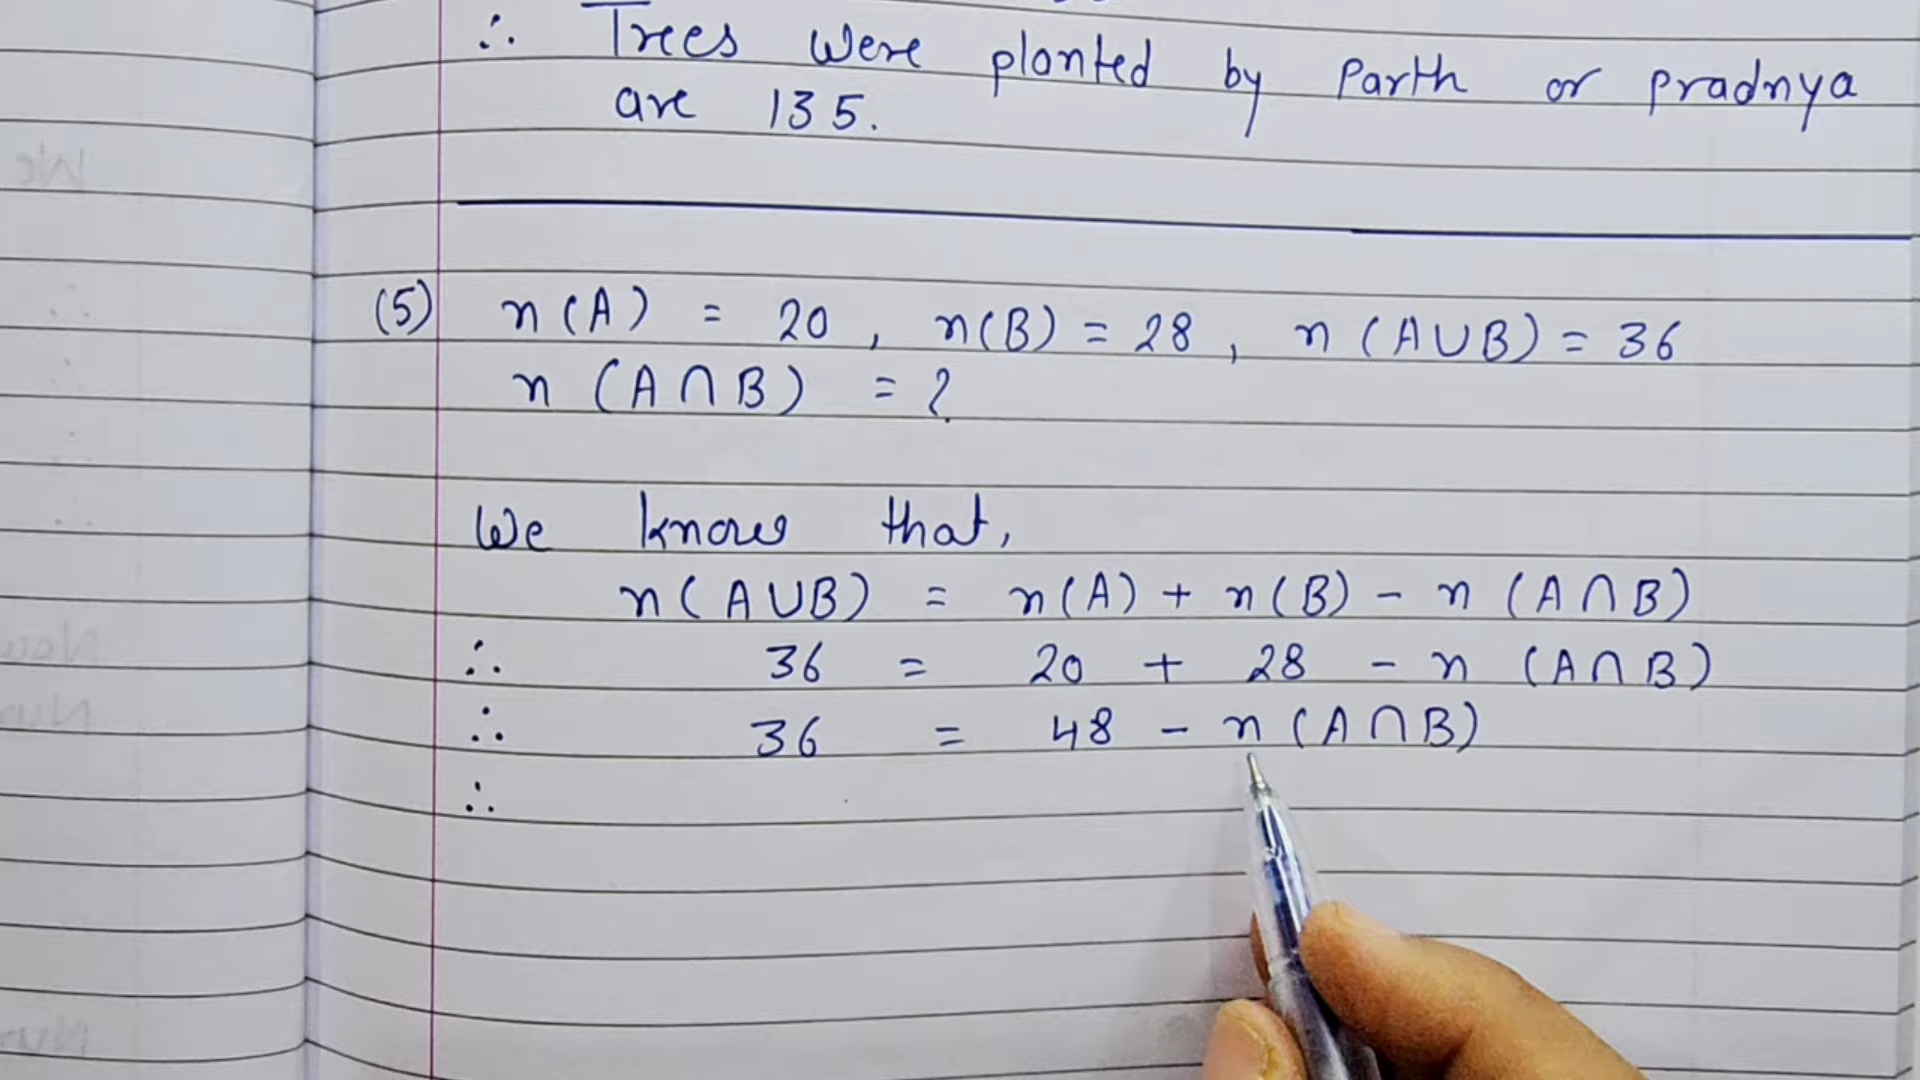 ∴ Trees were planted by Parth or pradnya
are 135.
(5) n(A) = 20, n(B) = 28, n(A∪B) = 36
n(A∩B) = ?
We know that,
n(A∪B) = n(A) + n(B) - n(A∩B)
∴ 36 = 20 + 28 - n(A∩B)
∴ 36 = 48 - n(A∩B)
∴